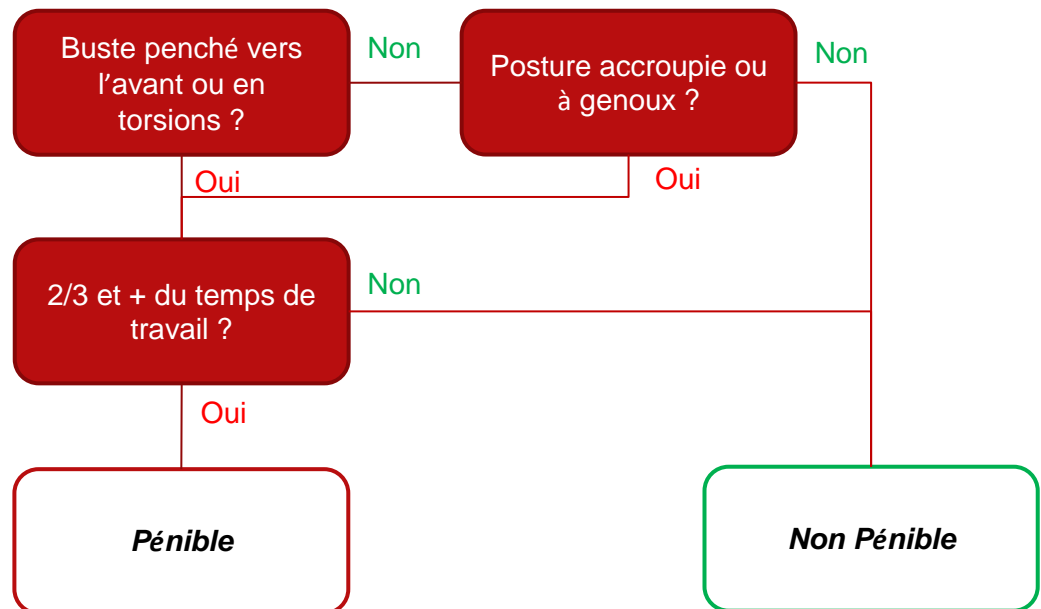 Buste penché vers
l'avant ou en
torsions ?
Non
Posture accroupie ou
à genoux ?
Non
Oui
Oui
2/3 et + du temps de
travail ?
Non
Oui
Pénible
Non Pénible